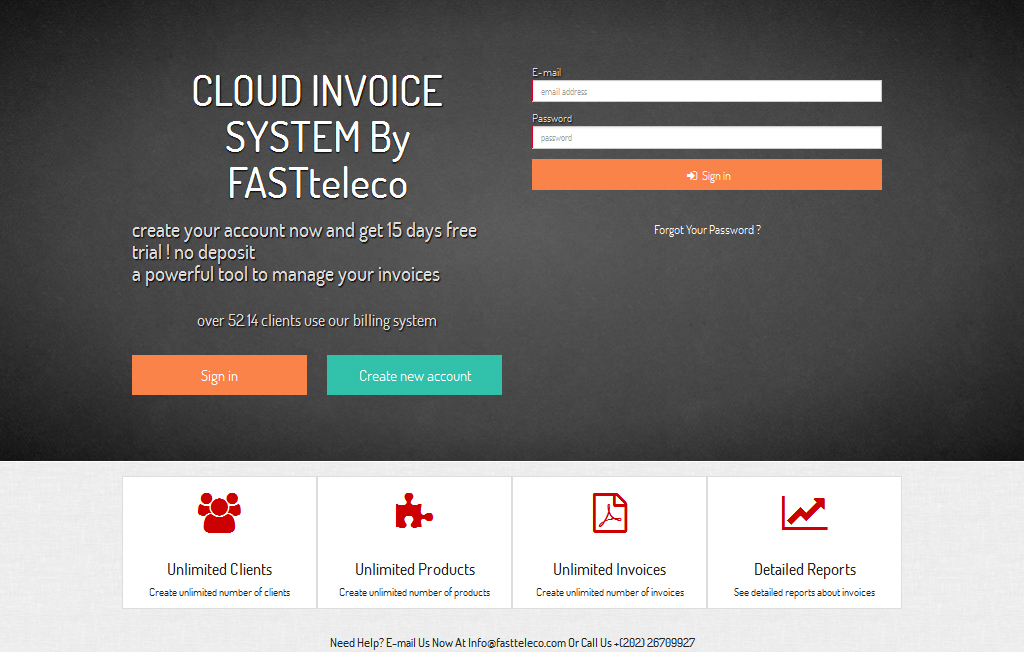 CLOUD INVOICE
SYSTEM By
FASTteleco
create your account now and get 15 days free
trial ! no deposit
a powerful tool to manage your invoices
over 5214 clients use our billing system
Sign in
Create new account
E-mail
email address
Password
password
Sign in
Forgot Your Password ?
Unlimited Clients
Create unlimited number of clients
Unlimited Products
Create unlimited number of products
Unlimited Invoices
Create unlimited number of invoices
Detailed Reports
See detailed reports about invoices
Need Help? E-mail Us Now At Info@fastteleco.com Or Call Us +(202) 26709927